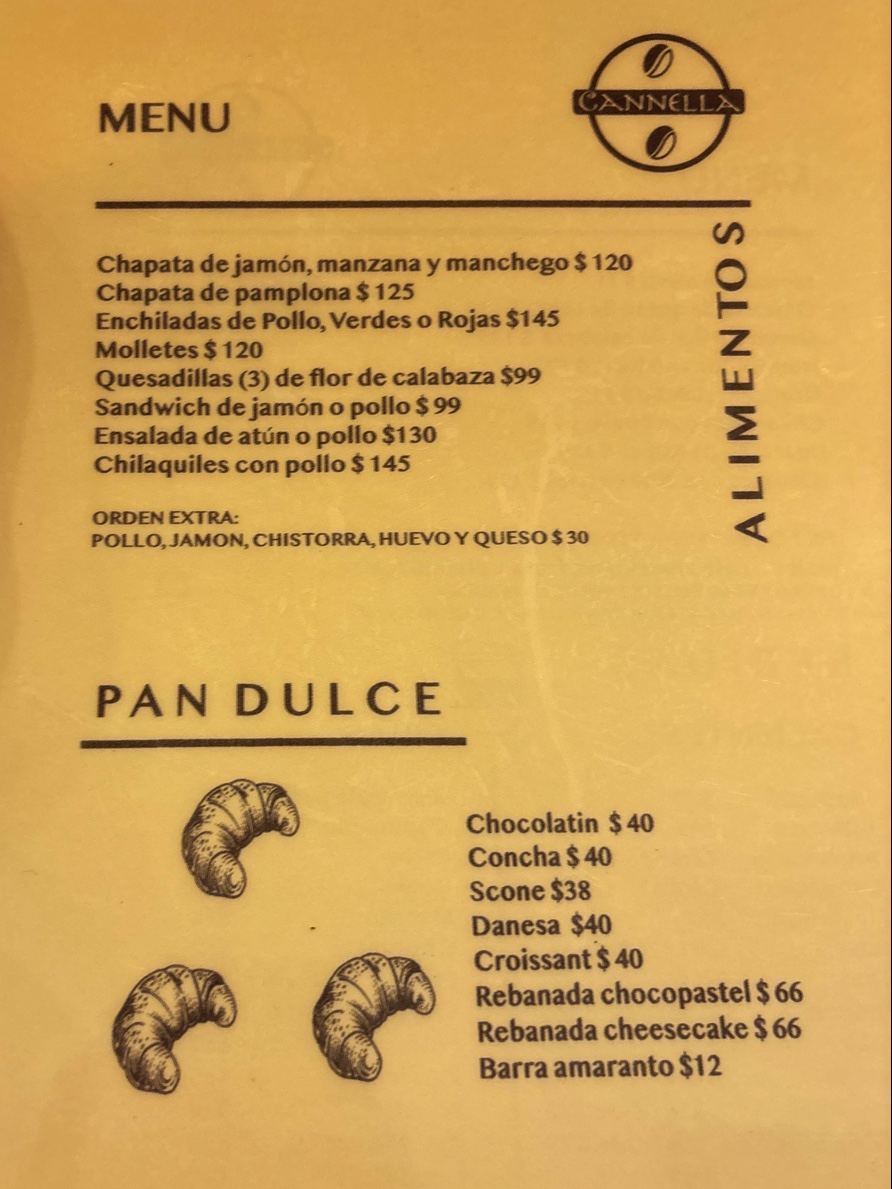 MENU
CANNELLA
ALIMENTOS
Chapata de jamón, manzana y manchego $ 120
Chapata de pamplona $ 125
Enchiladas de Pollo, Verdes o Rojas $145
Molletes $ 120
Quesadillas (3) de flor de calabaza $99
Sandwich de jamón o pollo $ 99
Ensalada de atún o pollo $130
Chilaquiles con pollo $ 145
ORDEN EXTRA:
POLLO, JAMON, CHISTORRA, HUEVO Y QUESO $ 30
PAN DULCE
Chocolatin $ 40
Concha $ 40
Scone $38
Danesa $40
Croissant $ 40
Rebanada chocopastel $ 66
Rebanada cheesecake $ 66
Barra amaranto $12